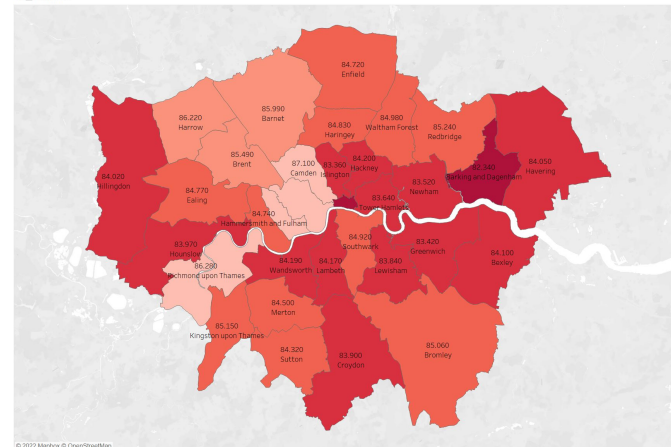 84.720
Enfield
86.220
Harrow
85.990
Barnet
84.830
Haringey
84.980
Waltham Forest
85.240
Redbridge
84.020
Hillingdon
85.490
Brent
87.100
Camden
83.360
Islington
84.200
Hackney
82.340
Barking and Dagenham
84.050
Havering
84.770
Ealing
84.740
Hammersmith and Fulham
83.640
Tower Hamlets
83.520
Newham
83.970
Hounslow
86.280
Richmond upon Thames
84.190
Wandsworth
84.170
Lambeth
84.920
Southwark
83.840
Lewisham
83.420
Greenwich
84.100
Bexley
84.500
Merton
85.150
Kingston upon Thames
84.320
Sutton
83.900
Croydon
85.060
Bromley
© 2022 Mapbox © OpenStreetMap